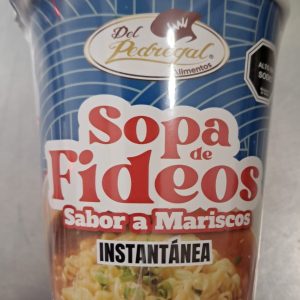 Del
Pedregal®
Alimentos
Sopa
de
Fideos
Sabor a Mariscos
INSTANTÁNEA